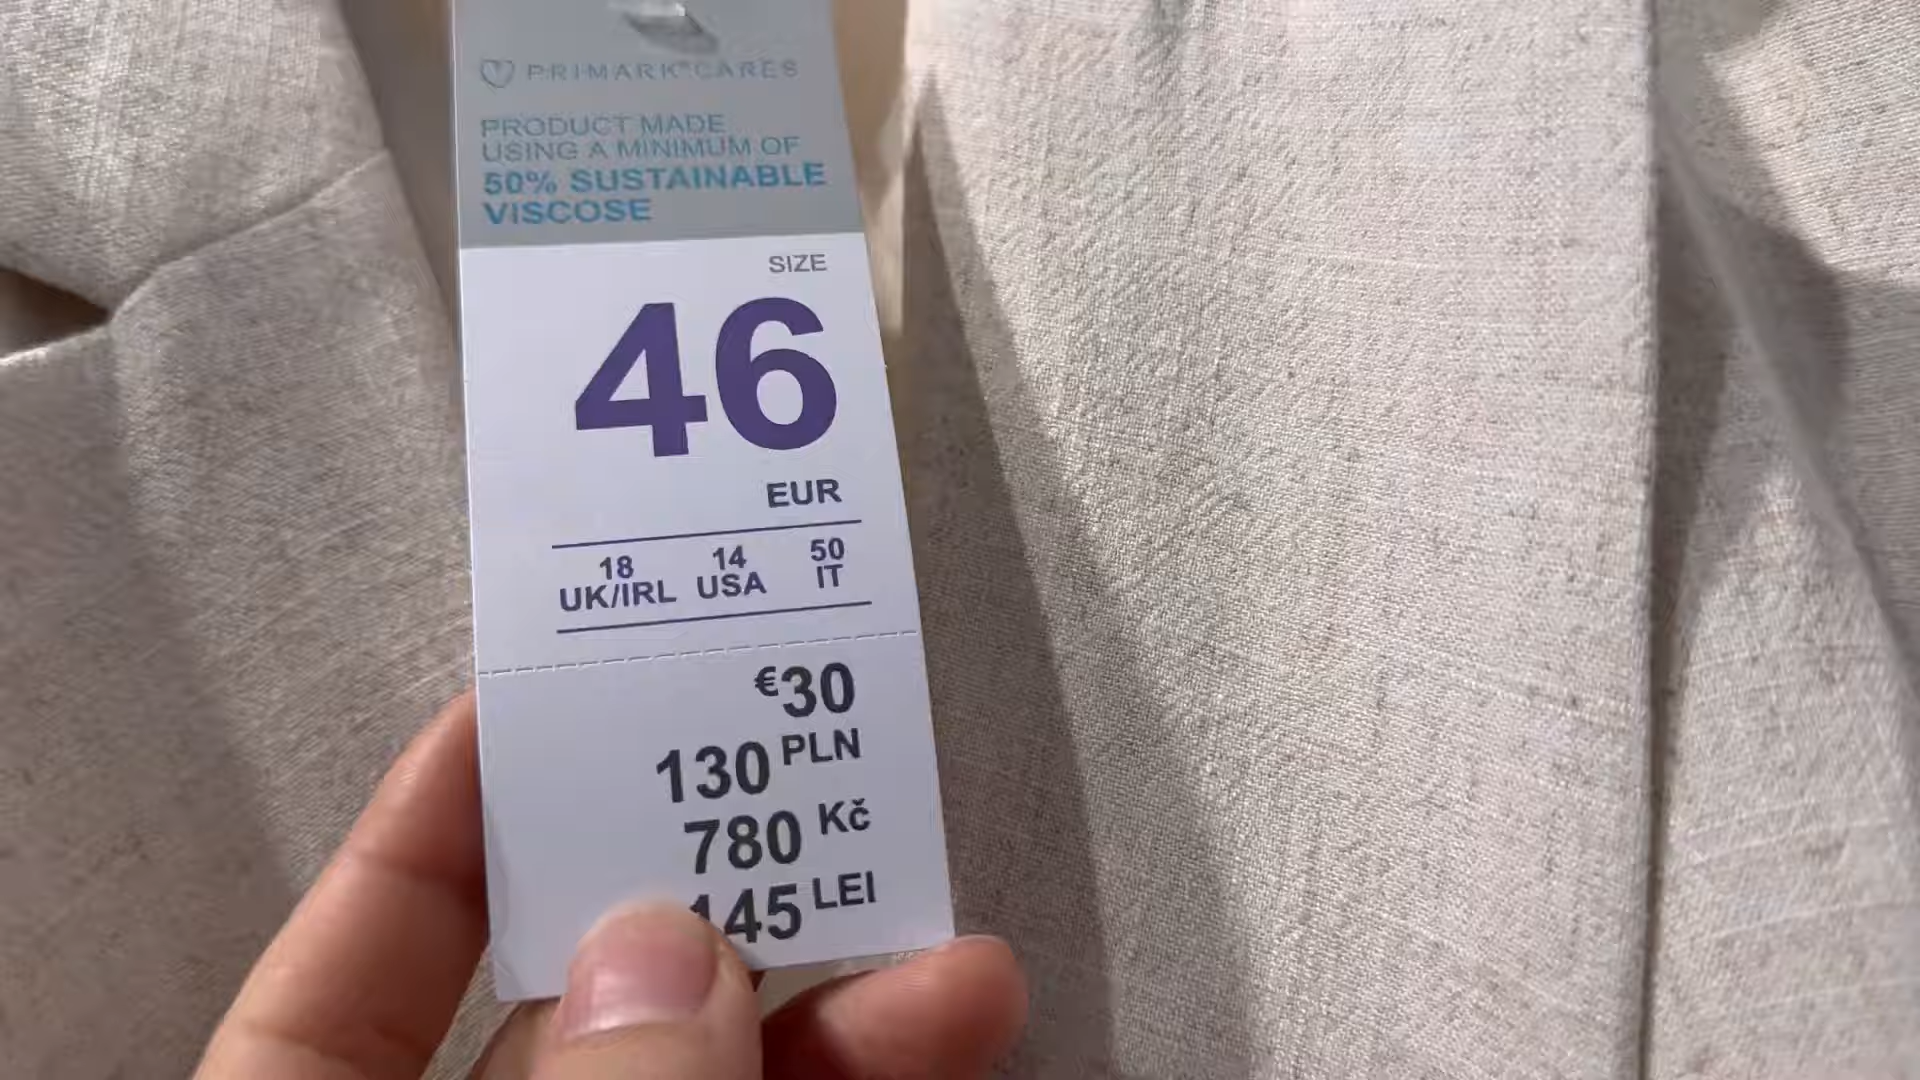 PRIMARK® CARES
PRODUCT MADE
USING A MINIMUM OF
50% SUSTAINABLE
VISCOSE
SIZE
46
EUR
18 14 50
UK/IRL USA IT
€30
130 PLN
780 Kč
145 LEI